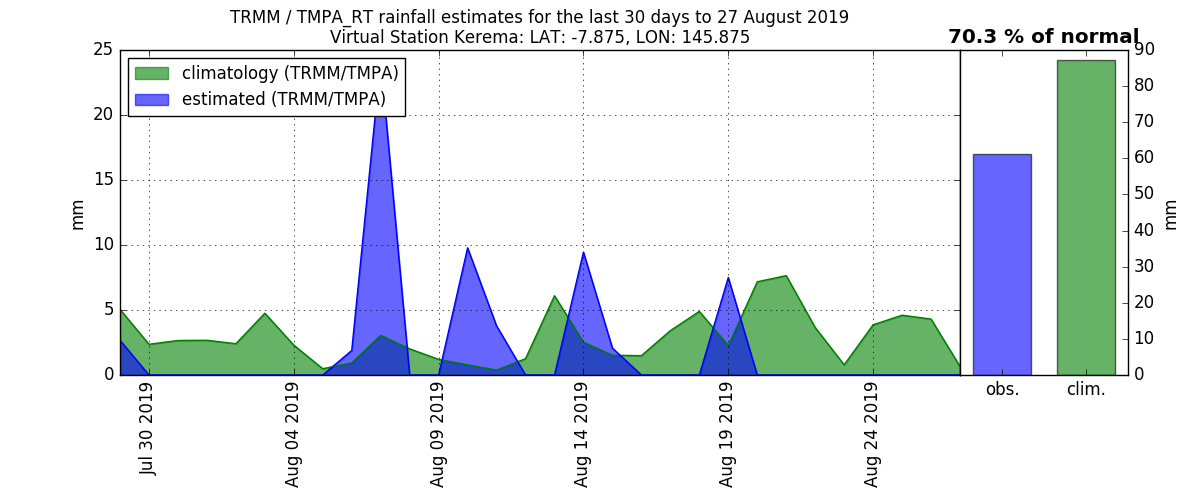 TRMM / TMPA_RT rainfall estimates for the last 30 days to 27 August 2019
Virtual Station Kerema: LAT: -7.875, LON: 145.875
70.3 % of normal
climatology (TRMM/TMPA)
estimated (TRMM/TMPA)
25
20
15
10
5
0
mm
Jul 30 2019
Aug 04 2019
Aug 09 2019
Aug 14 2019
Aug 19 2019
Aug 24 2019
90
80
70
60
50
40
30
20
10
0
mm
obs.
clim.